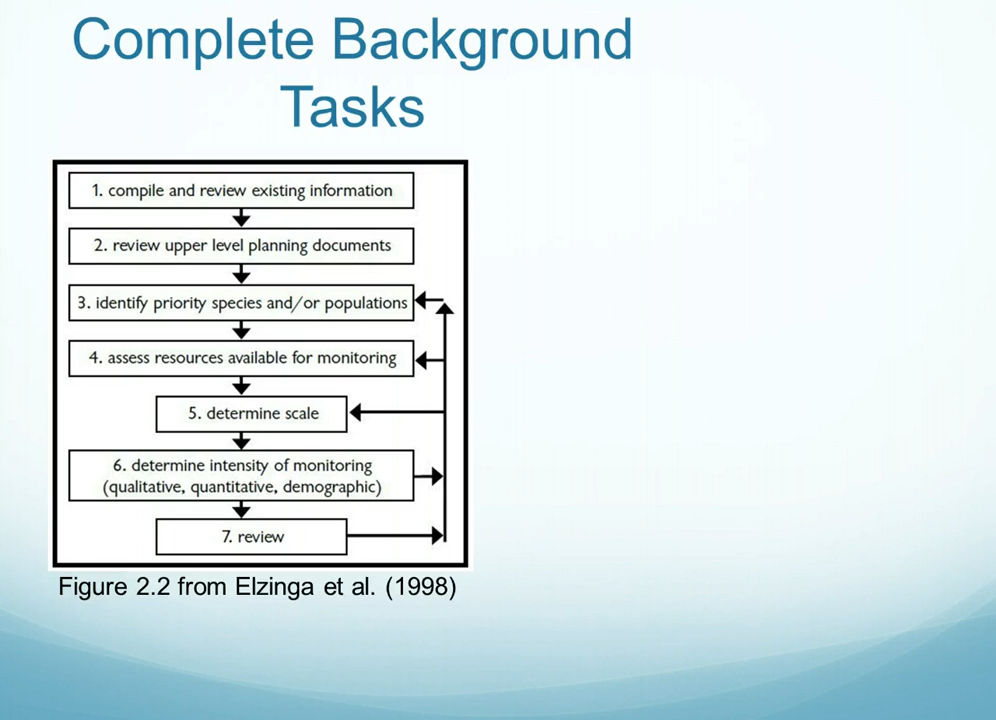 Complete Background
Tasks
1. compile and review existing information
2. review upper level planning documents
3. identify priority species and/or populations
4. assess resources available for monitoring
5. determine scale
6. determine intensity of monitoring
(qualitative, quantitative, demographic)
7. review
Figure 2.2 from Elzinga et al. (1998)